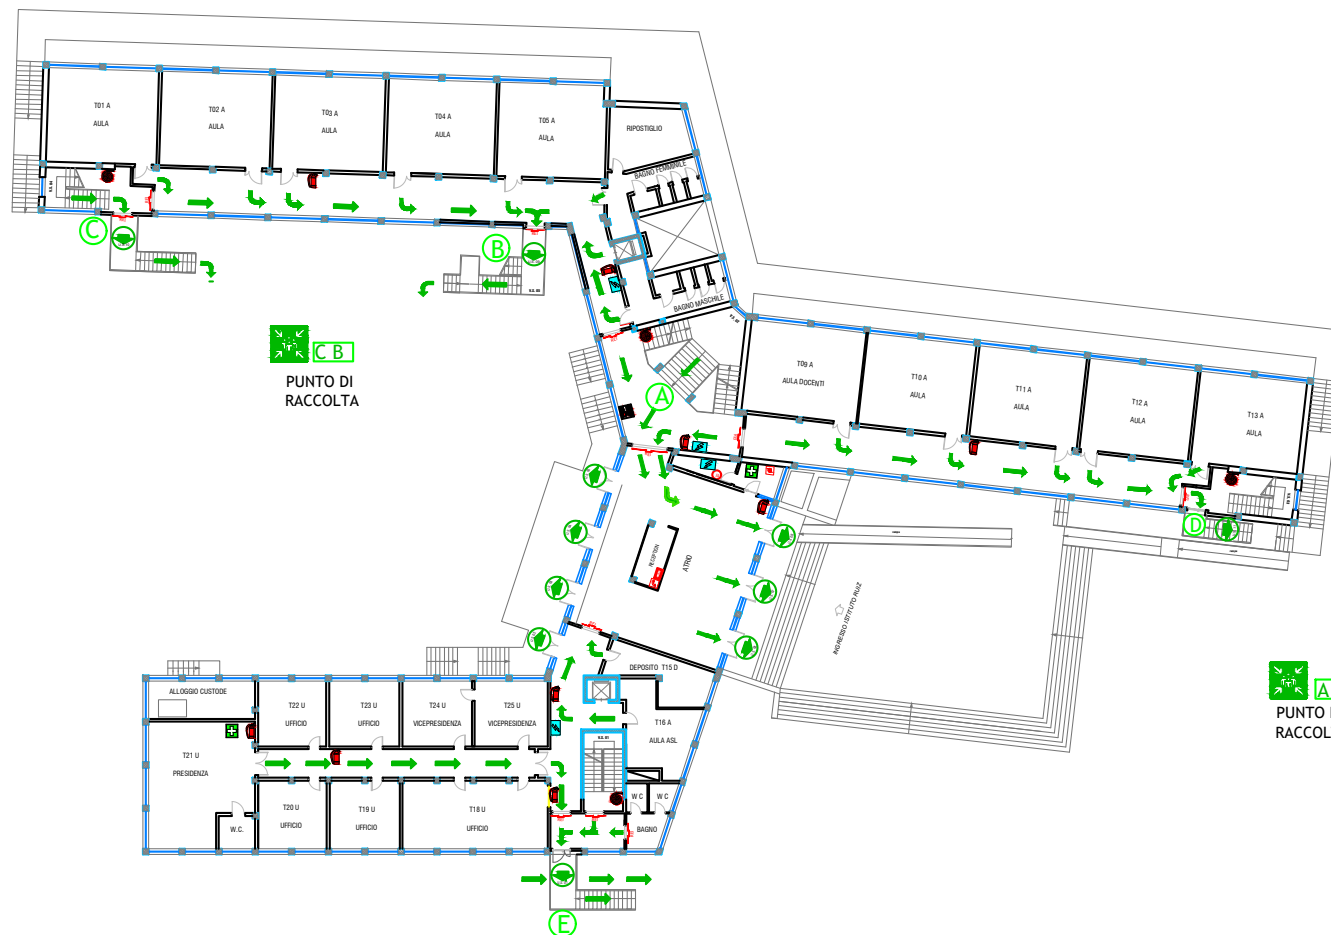 T01 A
AULA
T02 A
AULA
T03 A
AULA
T04 A
AULA
T05 A
AULA
RIPOSTIGLIO
BAGNO FEMMINILE
BAGNO MASCHILE
C
B
C B
PUNTO DI
RACCOLTA
A
T09 A
AULA DOCENTI
T10 A
AULA
T11 A
AULA
T12 A
AULA
T13 A
AULA
D
RECEPTION
ATRIO
INGRESSO ISTITUTO RUIZ
DEPOSITO T15 D
T16 A
AULA ASL
ALLOGGIO CUSTODE
T22 U
UFFICIO
T23 U
UFFICIO
T24 U
VICEPRESIDENZA
T25 U
VICEPRESIDENZA
T21 U
PRESIDENZA
T20 U
UFFICIO
T19 U
UFFICIO
T18 U
UFFICIO
W.C.
W C
W C
BAGNO
E
A
PUNTO
RACCOL